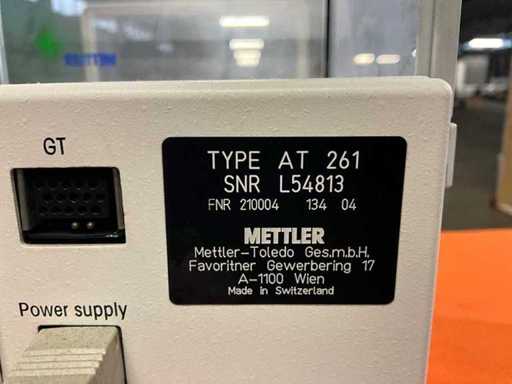 GT
TYPE AT 261
SNR L54813
FNR 210004 134 04
METTLER
Mettler-Toledo Ges.m.b.H.
Favoritner Gewerbering 17
A-1100 Wien
Made in Switzerland
Power supply